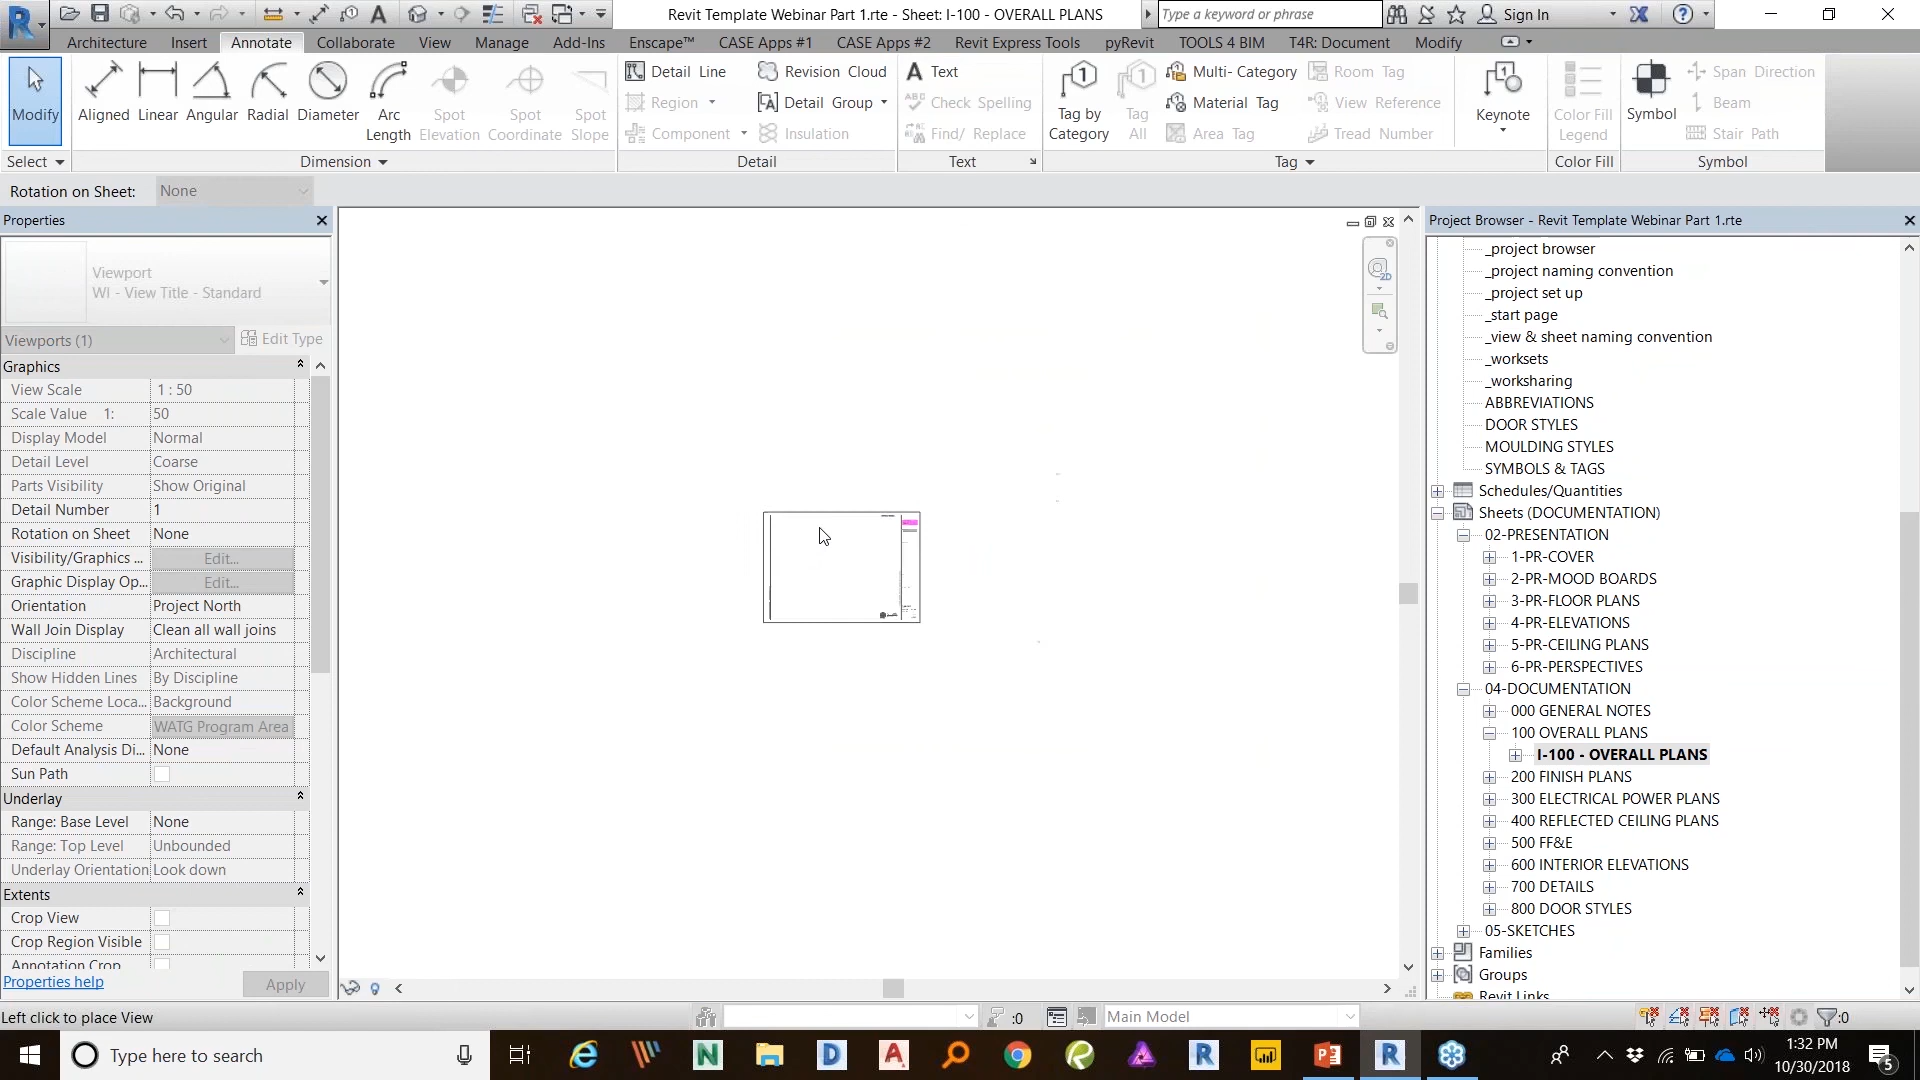 Revit Template Webinar Part 1.rte - Sheet: I-100 - OVERALL PLANS
Type a keyword or phrase
Sign In
Architecture Insert Annotate Collaborate View Manage Add-Ins Enscape™ CASE Apps #1 CASE Apps #2 Revit Express Tools pyRevit TOOLS 4 BIM T4R: Document Modify
Modify
Aligned Linear Angular Radial Diameter Arc Length Spot Elevation Spot Coordinate Spot Slope
Detail Line
Region
Component
Revision Cloud
Detail Group
Insulation
Text
Check Spelling
Find/ Replace
Tag by Category
Tag All
Multi- Category
Material Tag
Area Tag
Room Tag
View Reference
Tread Number
Keynote
Color Fill Legend
Symbol
Span Direction
Beam
Stair Path
Select Dimension Detail Text Tag Color Fill Symbol
Rotation on Sheet: None
Properties
Viewport
WI - View Title - Standard
Viewports (1) Edit Type
Graphics
View Scale 1 : 50
Scale Value 1: 50
Display Model Normal
Detail Level Coarse
Parts Visibility Show Original
Detail Number 1
Rotation on Sheet None
Visibility/Graphics ... Edit...
Graphic Display Op... Edit...
Orientation Project North
Wall Join Display Clean all wall joins
Discipline Architectural
Show Hidden Lines By Discipline
Color Scheme Loca... Background
Color Scheme WATG Program Area
Default Analysis Di... None
Sun Path
Underlay
Range: Base Level None
Range: Top Level Unbounded
Underlay Orientation Look down
Extents
Crop View
Crop Region Visible
Annotation Crop
Properties help Apply
2D
Project Browser - Revit Template Webinar Part 1.rte
_project browser
_project naming convention
_project set up
_start page
_view & sheet naming convention
_worksets
_worksharing
ABBREVIATIONS
DOOR STYLES
MOULDING STYLES
SYMBOLS & TAGS
Schedules/Quantities
Sheets (DOCUMENTATION)
02-PRESENTATION
1-PR-COVER
2-PR-MOOD BOARDS
3-PR-FLOOR PLANS
4-PR-ELEVATIONS
5-PR-CEILING PLANS
6-PR-PERSPECTIVES
04-DOCUMENTATION
000 GENERAL NOTES
100 OVERALL PLANS
I-100 - OVERALL PLANS
200 FINISH PLANS
300 ELECTRICAL POWER PLANS
400 REFLECTED CEILING PLANS
500 FF&E
600 INTERIOR ELEVATIONS
700 DETAILS
800 DOOR STYLES
05-SKETCHES
Families
Groups
Revit Links
Left click to place View
:0
Main Model
:0
Type here to search
1:32 PM
10/30/2018
5